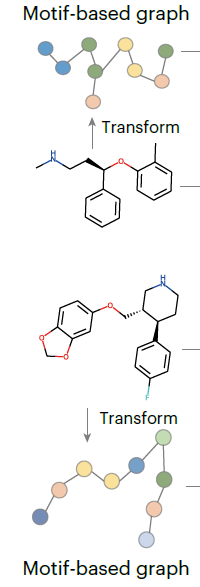 Motif-based graph
Transform
H
N
O
H
N
O
O
O
F
Transform
Motif-based graph